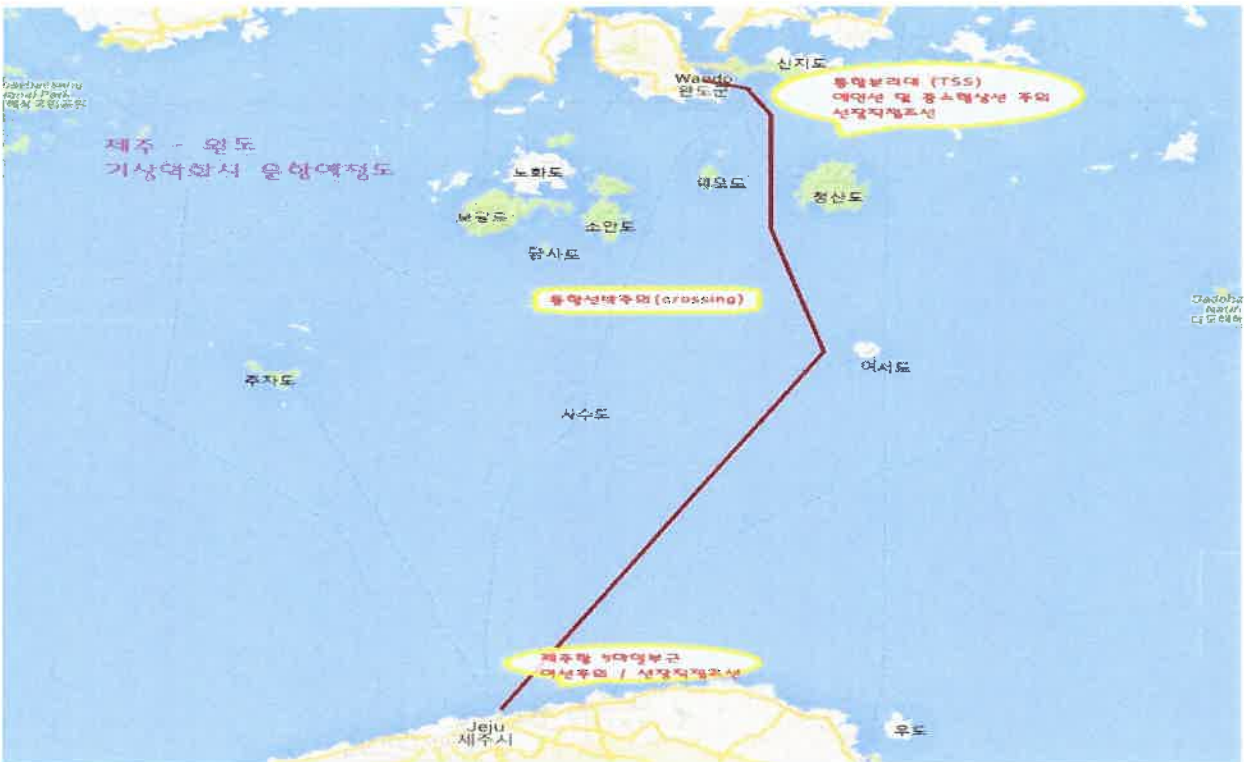 신지도
Wando
완도군
통항분리대 (TSS)
예인선 및 중소형상선 주의
선장직접조선
제주 - 완도
기상악화시 운항예정도
노화도
청산도
보길도
소안도
당사도
통항선박주의(crossing)
여서도
추자도
사수도
제주항 5마일부근
어선주의 / 선장직접조선
Jeju
제주시
우도